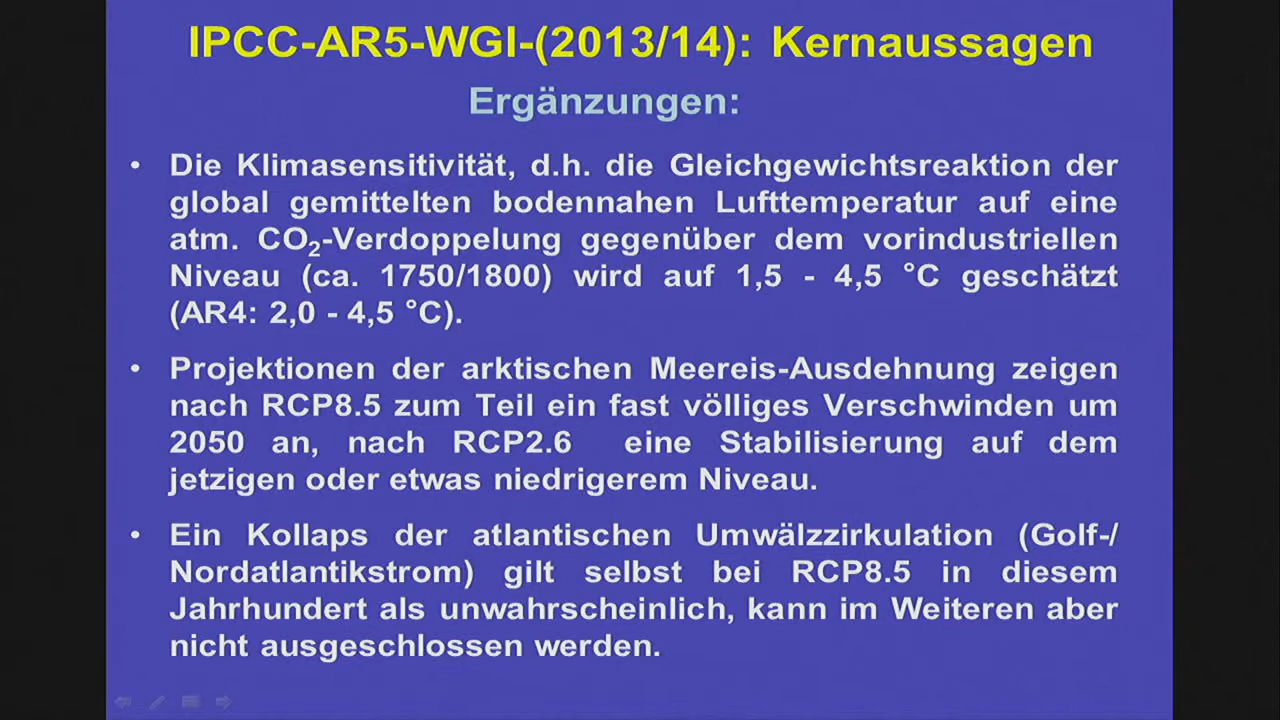 IPCC-AR5-WGI-(2013/14): Kernaussagen
Ergänzungen:
• Die Klimasensitivität, d.h. die Gleichgewichtsreaktion der
global gemittelten bodennahen Lufttemperatur auf eine
atm. CO₂-Verdoppelung gegenüber dem vorindustriellen
Niveau (ca. 1750/1800) wird auf 1,5 - 4,5 °C geschätzt
(AR4: 2,0 - 4,5 °C).
• Projektionen der arktischen Meereis-Ausdehnung zeigen
nach RCP8.5 zum Teil ein fast völliges Verschwinden um
2050 an, nach RCP2.6 eine Stabilisierung auf dem
jetzigen oder etwas niedrigerem Niveau.
• Ein Kollaps der atlantischen Umwälzzirkulation (Golf-/
Nordatlantikstrom) gilt selbst bei RCP8.5 in diesem
Jahrhundert als unwahrscheinlich, kann im Weiteren aber
nicht ausgeschlossen werden.